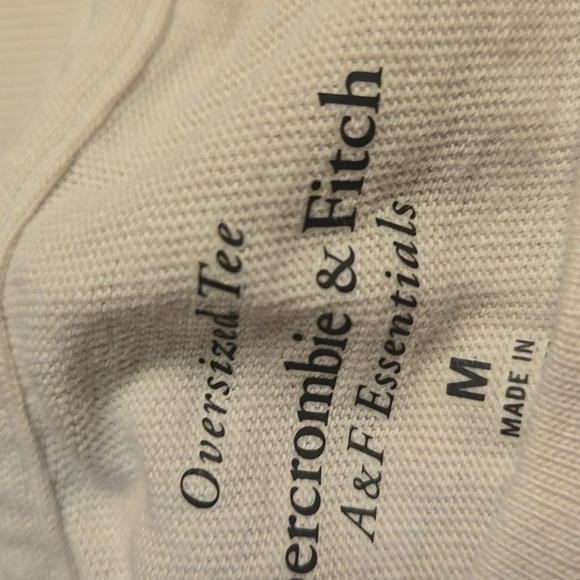 Oversized Tee
bercrombie & Fitch
A&F Essentials
M
MADE IN